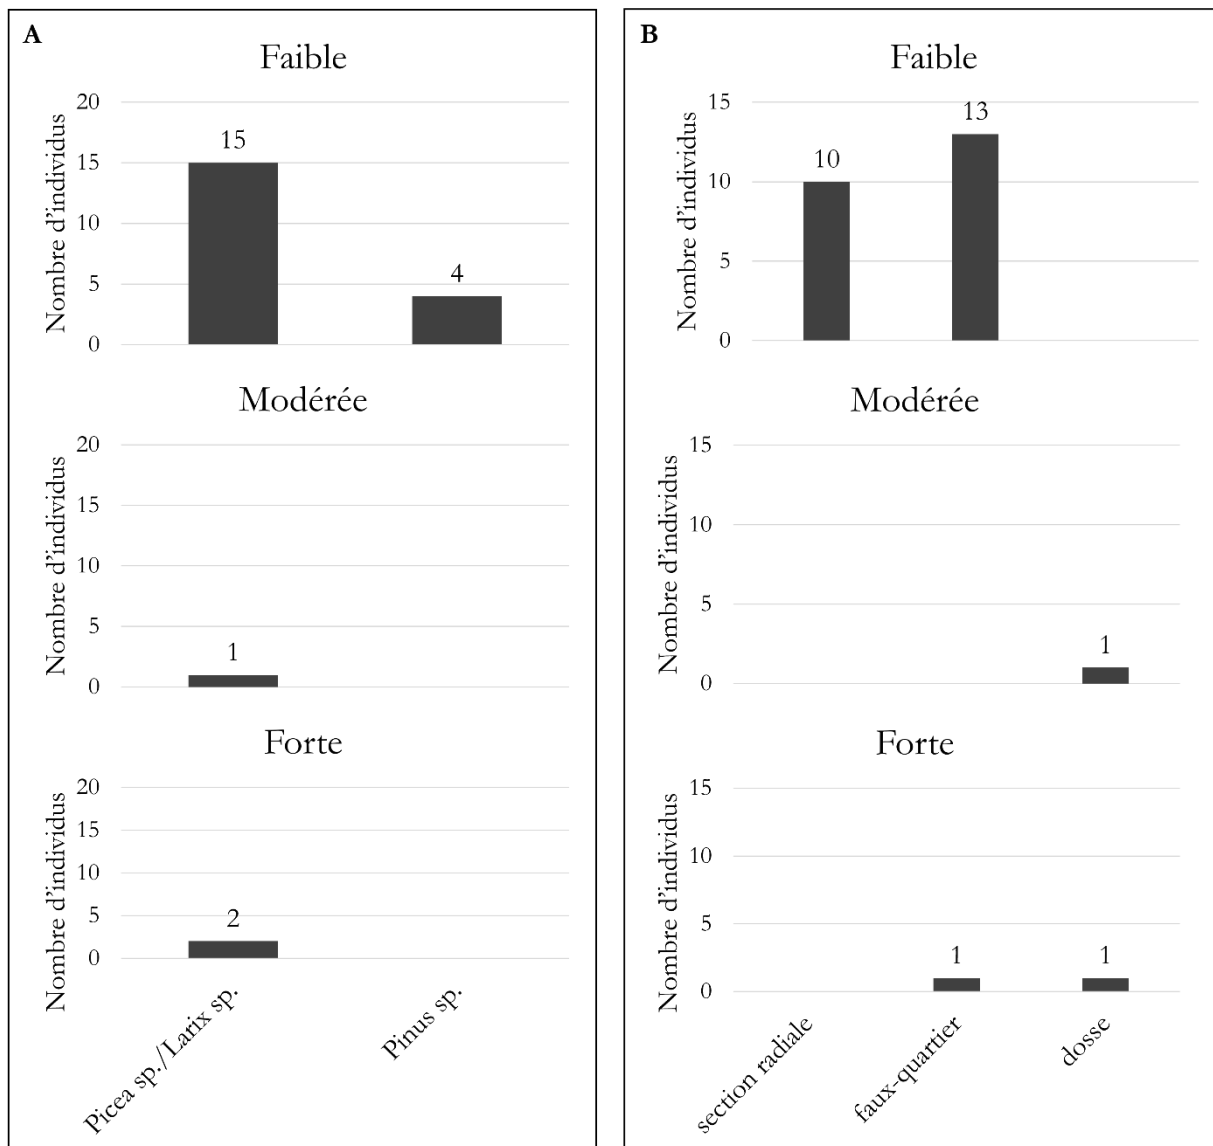 A
Faible
Nombre d'individus
20
15
10
5
0
15
4
Modérée
Nombre d'individus
20
15
10
5
0
1
Forte
Nombre d'individus
20
15
10
5
0
2
Picea sp./Larix sp.
Pinus sp.
B
Faible
Nombre d'individus
15
10
5
0
10
13
Modérée
Nombre d'individus
15
10
5
0
1
Forte
Nombre d'individus
15
10
5
0
1
1
section radiale
faux-quartier
dosse